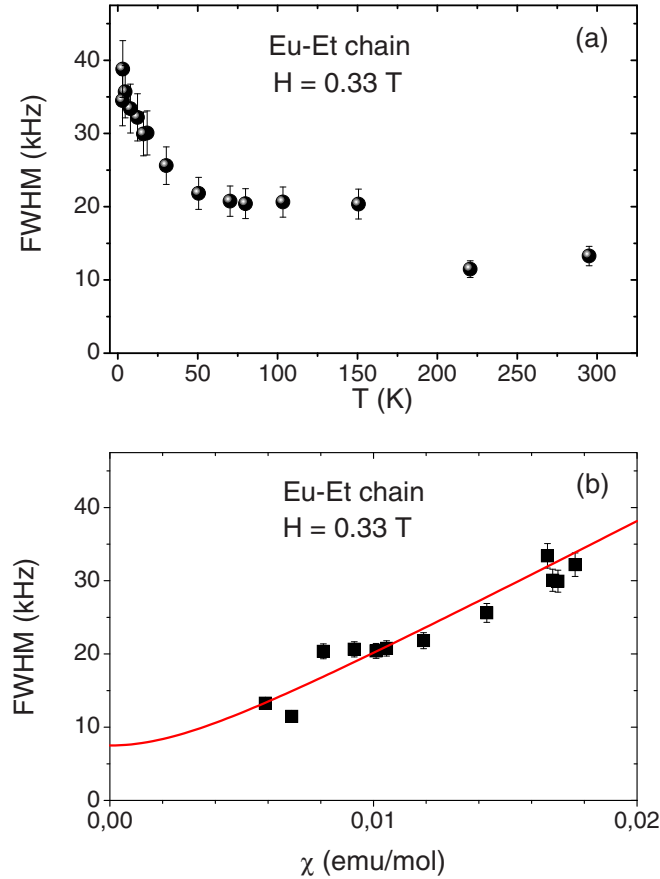 (a)
Eu-Et chain
H = 0.33 T
FWHM (kHz)
40
30
20
10
0
0 50 100 150 200 250 300
T (K)
(b)
Eu-Et chain
H = 0.33 T
FWHM (kHz)
40
30
20
10
0
0,00 0,01 0,02
χ (emu/mol)